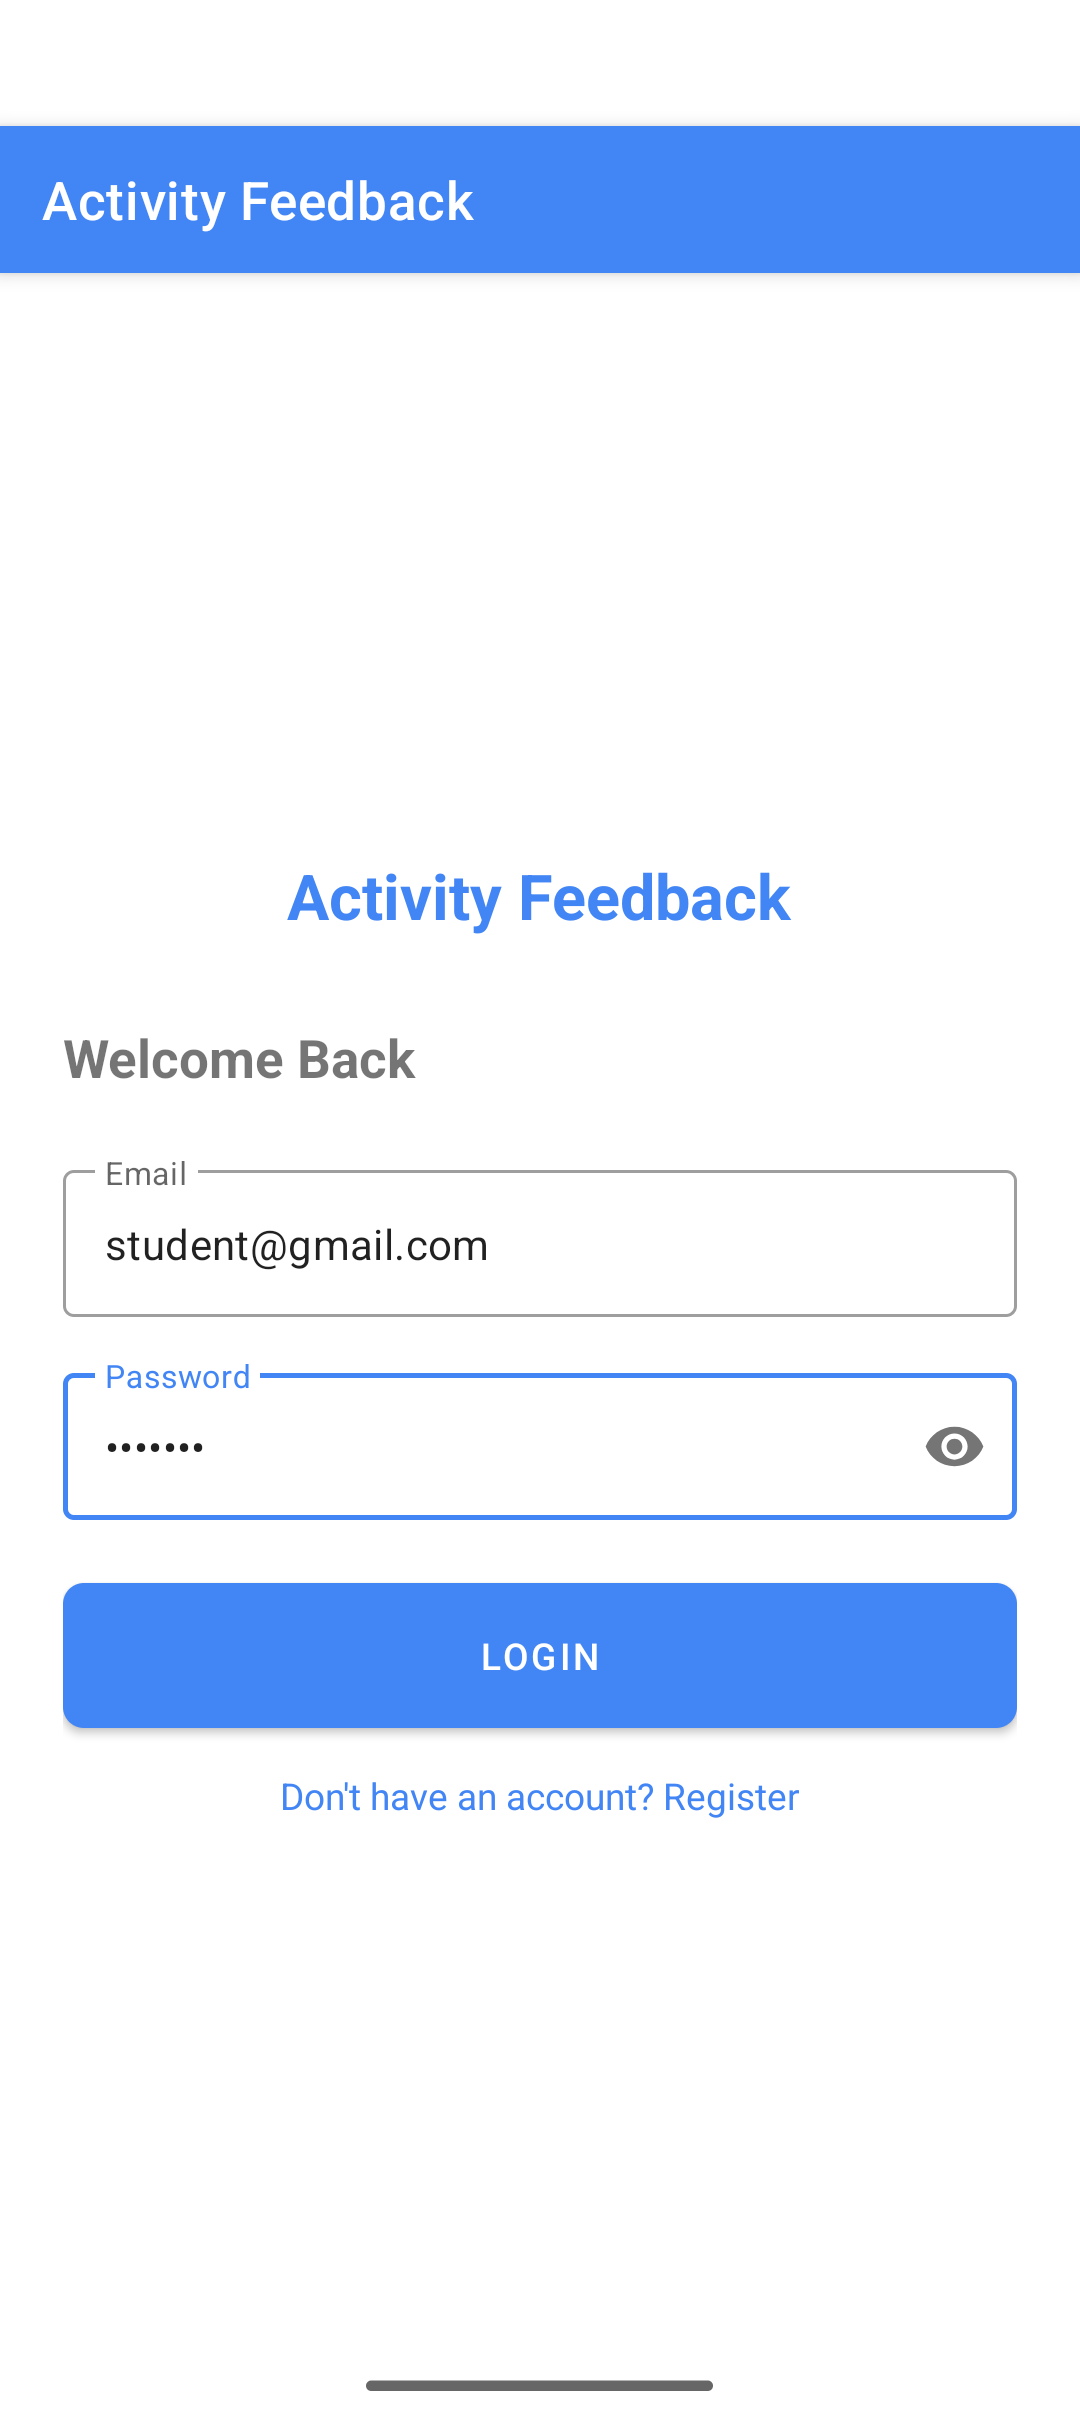 Activity Feedback
Activity Feedback
Welcome Back
Email
student@gmail.com
Password
•••••••
LOGIN
Don't have an account? Register